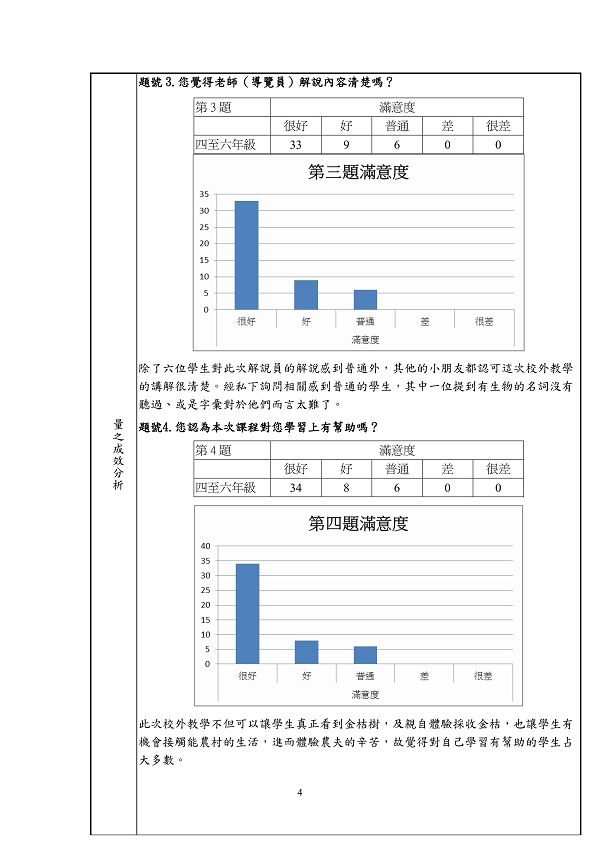 題號3.您覺得老師（導覽員）解說內容清楚嗎？
第3題 滿意度
很好 好 普通 差 很差
四至六年級 33 9 6 0 0
第三題滿意度
35
30
25
20
15
10
5
0
很好 好 普通 差 很差
滿意度
除了六位學生對此次解說員的解說感到普通外，其他的小朋友都認可這次校外教學
的講解很清楚。經私下詢問相關感到普通的學生，其中一位提到有生物的名詞沒有
聽過、或是字彙對於他們而言太難了。
量之成效分析
題號4.您認為本次課程對您學習上有幫助嗎？
第4題 滿意度
很好 好 普通 差 很差
四至六年級 34 8 6 0 0
第四題滿意度
40
35
30
25
20
15
10
5
0
很好 好 普通 差 很差
滿意度
此次校外教學不但可以讓學生真正看到金桔樹，及親自體驗採收金桔，也讓學生有
機會接觸能農村的生活，進而體驗農夫的辛苦，故覺得對自己學習有幫助的學生占
大多數。
4